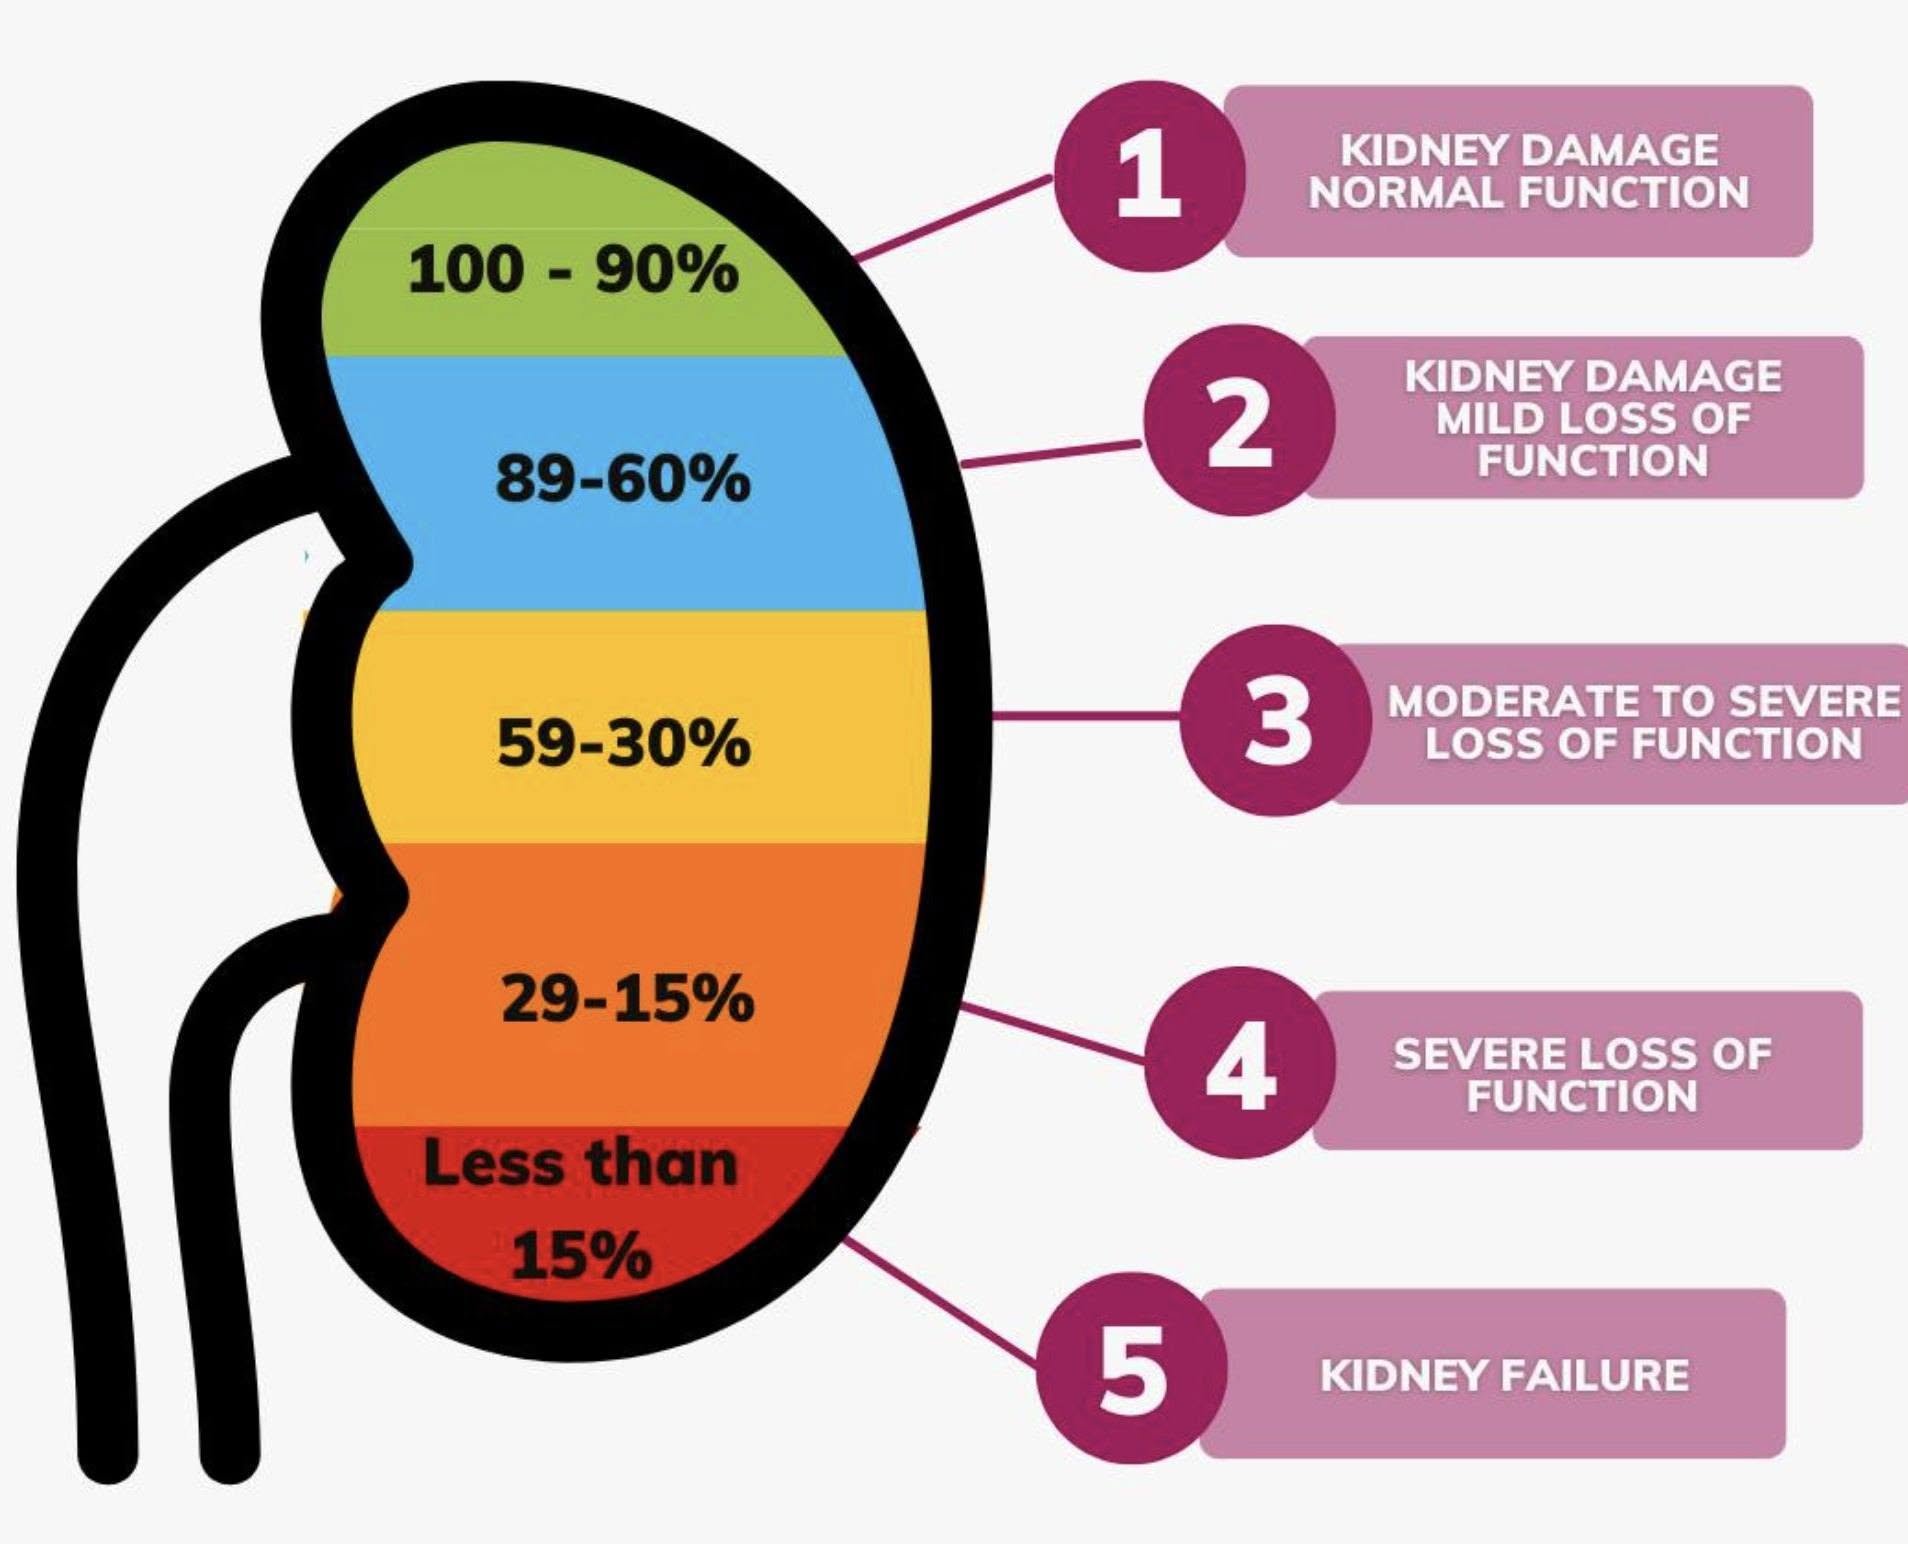 100 - 90%
1
KIDNEY DAMAGE
NORMAL FUNCTION
89-60%
2
KIDNEY DAMAGE
MILD LOSS OF
FUNCTION
59-30%
3
MODERATE TO SEVERE
LOSS OF FUNCTION
29-15%
4
SEVERE LOSS OF
FUNCTION
Less than
15%
5
KIDNEY FAILURE